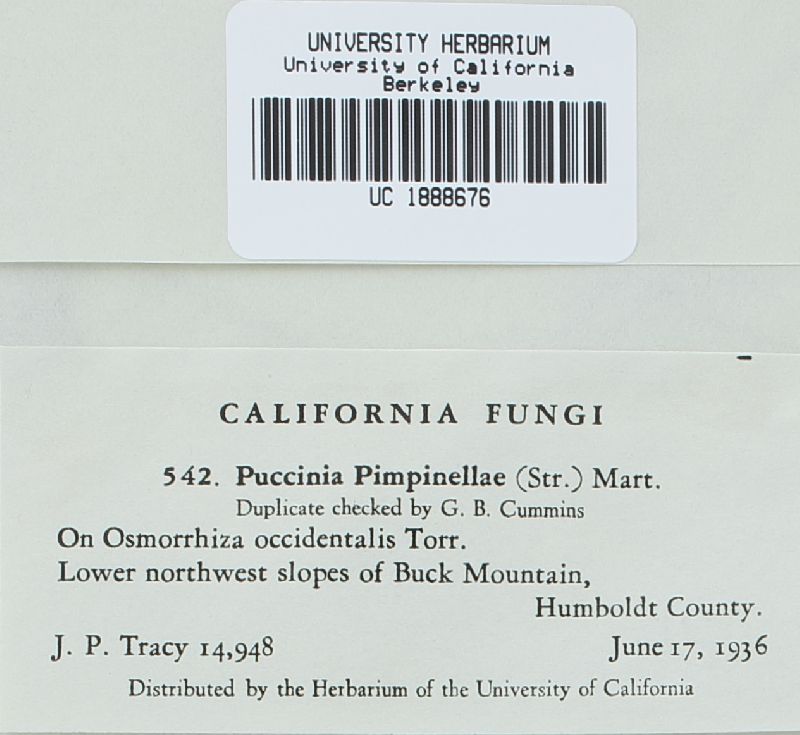 UNIVERSITY HERBARIUM
University of California
Berkeley
UC 1888676
CALIFORNIA FUNGI
542. Puccinia Pimpinellae (Str.) Mart.
Duplicate checked by G. B. Cummins
On Osmorrhiza occidentalis Torr.
Lower northwest slopes of Buck Mountain,
Humboldt County.
J. P. Tracy 14,948 June 17, 1936
Distributed by the Herbarium of the University of California